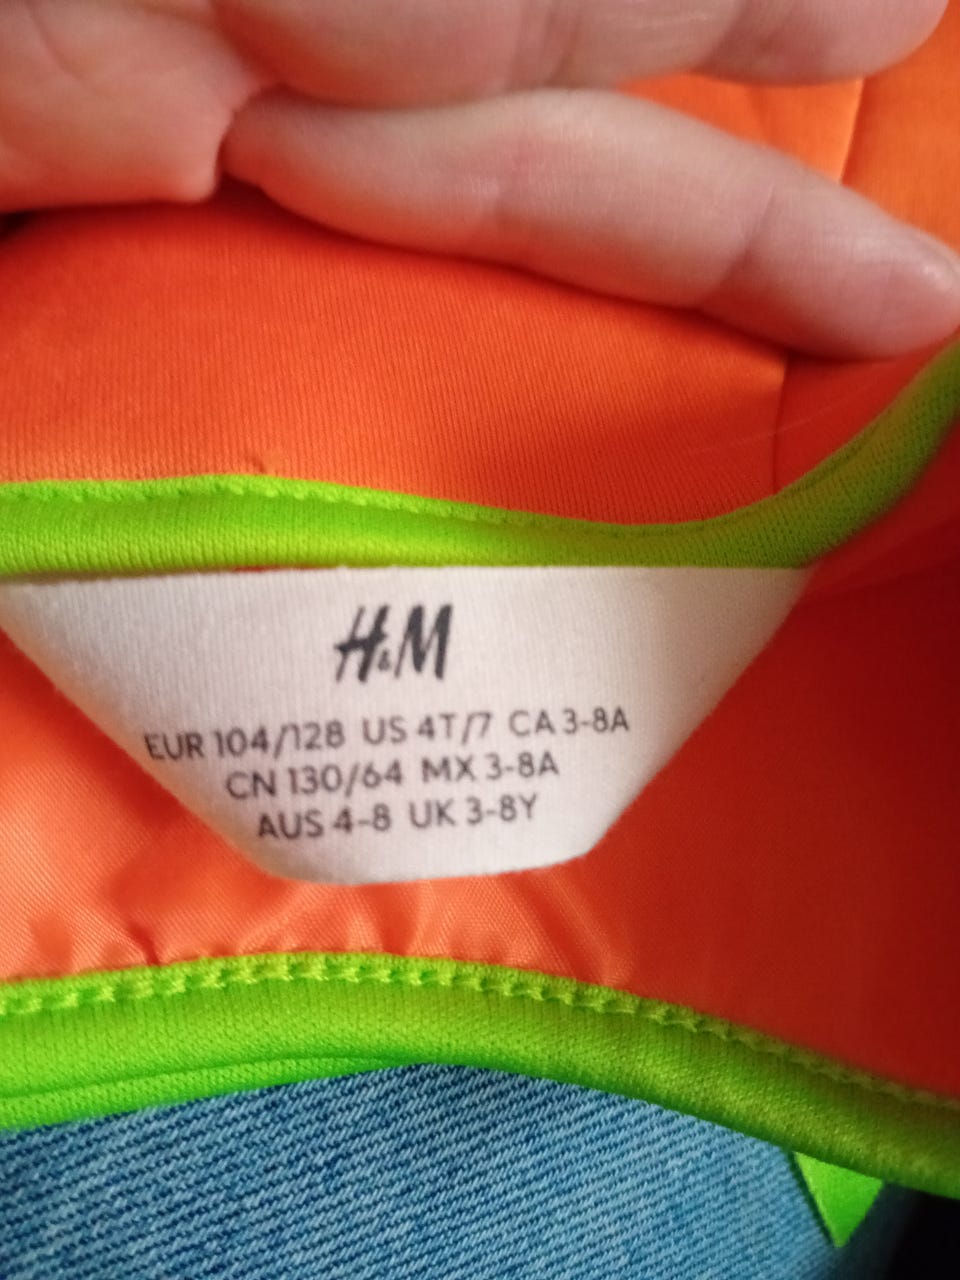 H&M
EUR 104/128 US 4T/7 CA 3-8A
CN 130/64 MX 3-8A
AUS 4-8 UK 3-8Y